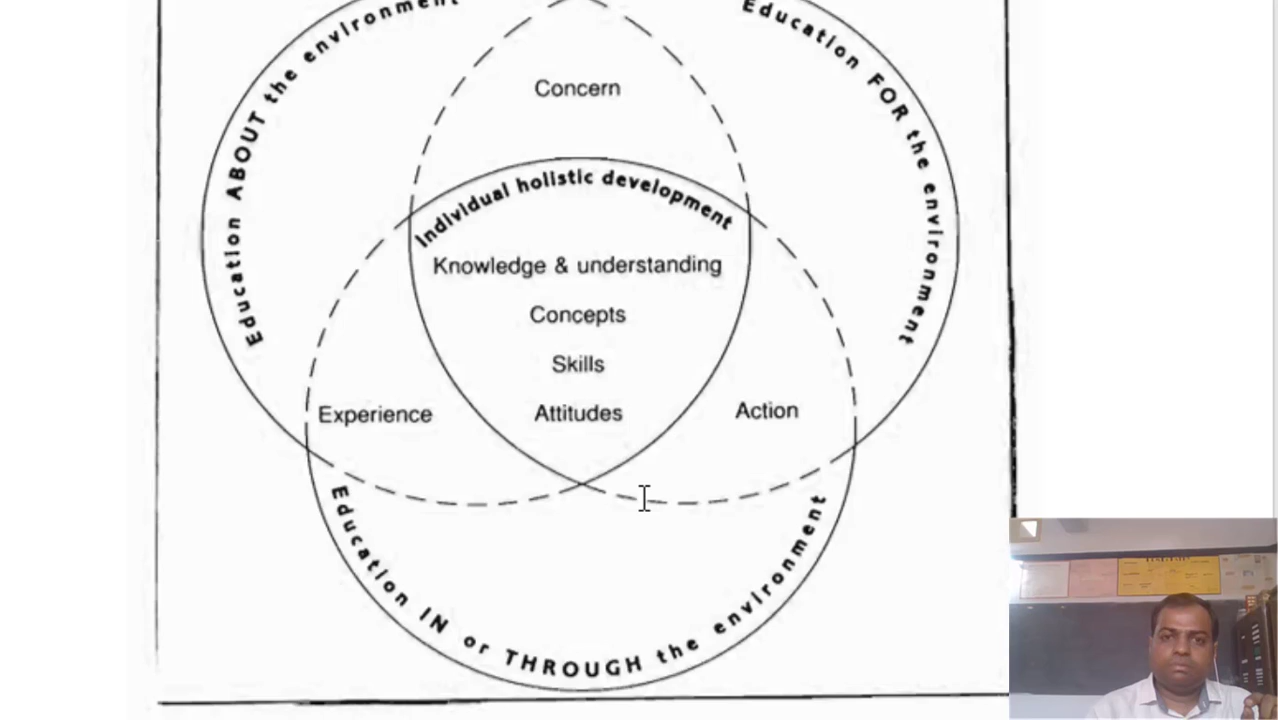 Education ABOUT the environment
Education FOR the environment
Concern
Individual holistic development
Knowledge & understanding
Concepts
Skills
Attitudes
Experience
Action
Education IN or THROUGH the environment